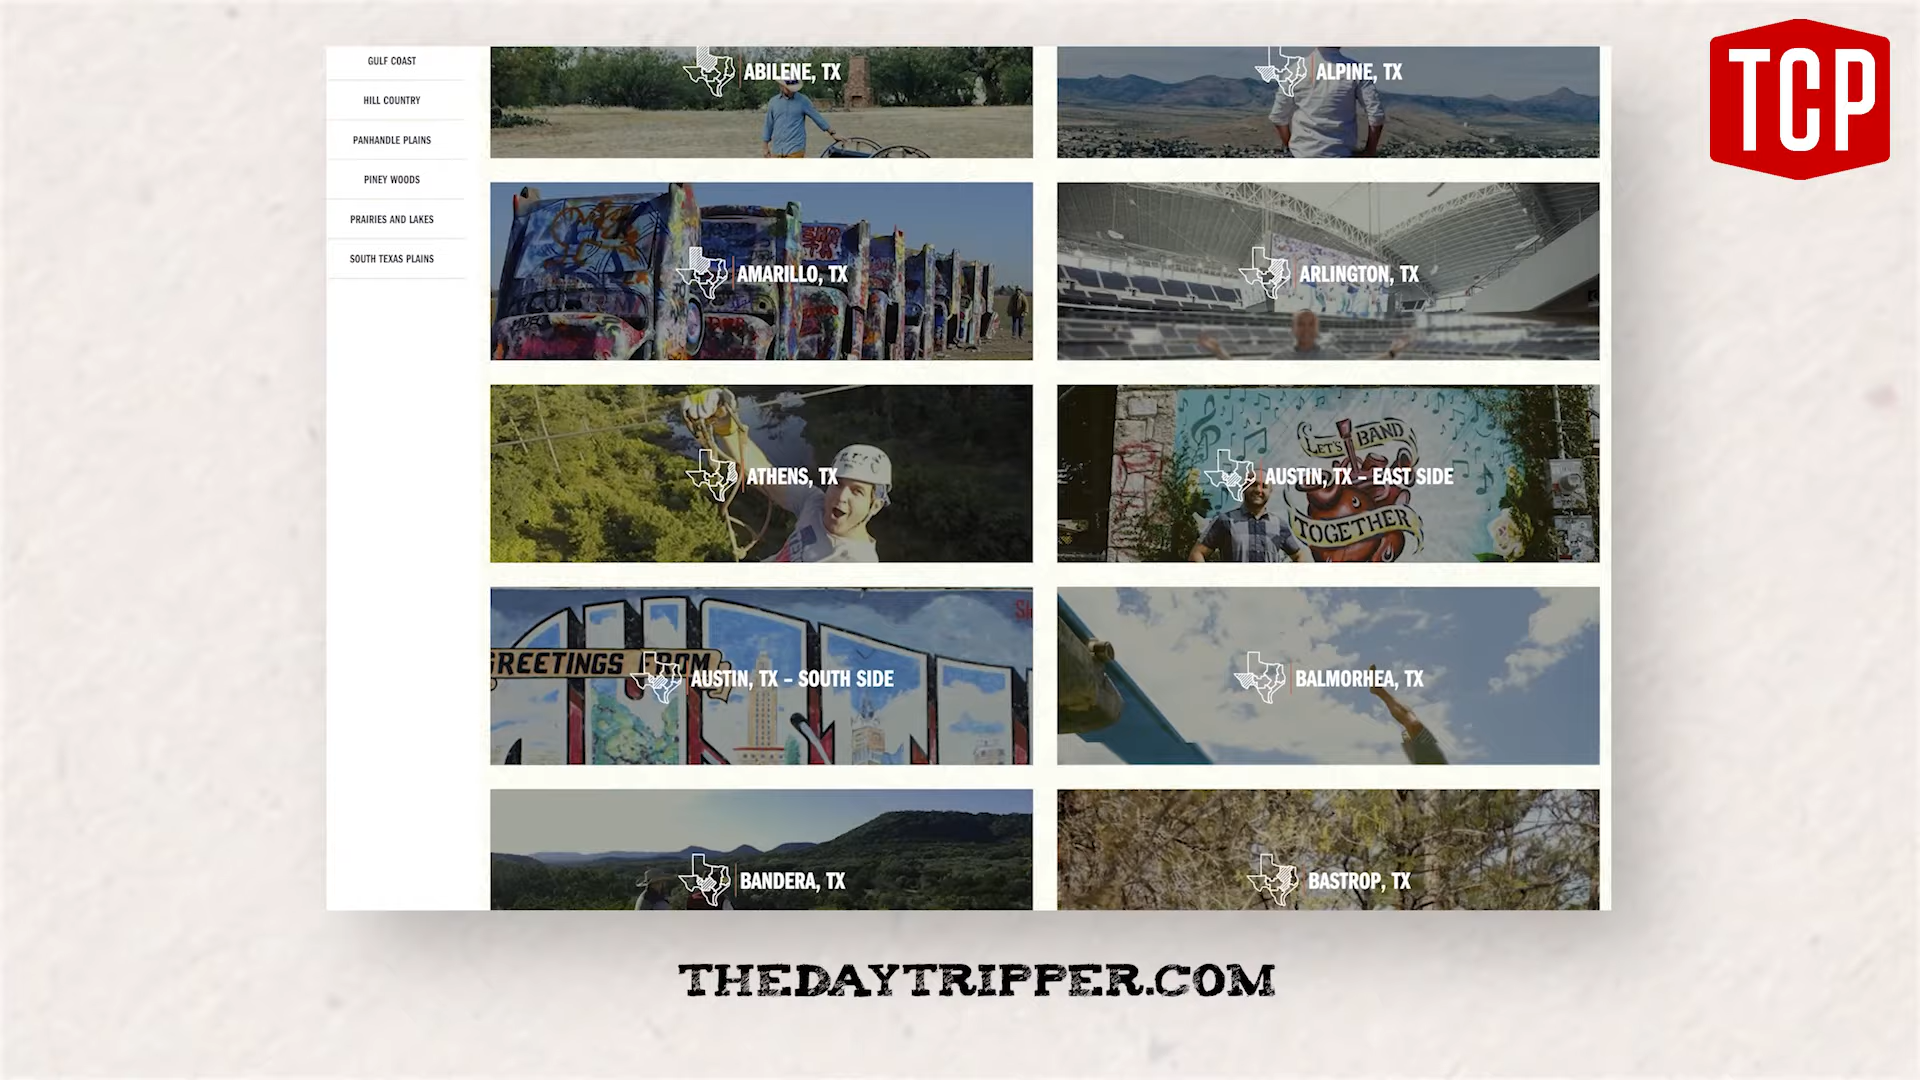 TCP
GULF COAST
HILL COUNTRY
PANHANDLE PLAINS
PINEY WOODS
PRAIRIES AND LAKES
SOUTH TEXAS PLAINS
ABILENE, TX
ALPINE, TX
AMARILLO, TX
ARLINGTON, TX
ATHENS, TX
LET'S BAND
TOGETHER
AUSTIN, TX – EAST SIDE
GREETINGS FROM
AUSTIN, TX – SOUTH SIDE
BALMORHEA, TX
BANDERA, TX
BASTROP, TX
THEDAYTRIPPER.COM